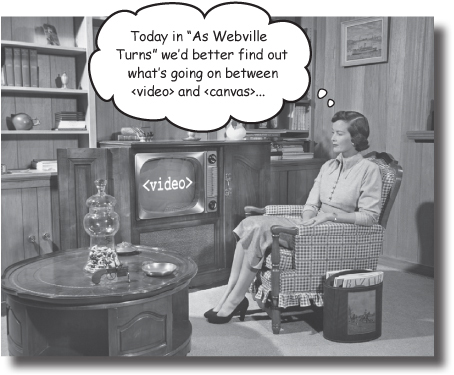 Today in “As Webville
Turns” we’d better find out
what’s going on between
<video> and <canvas>...
<video>